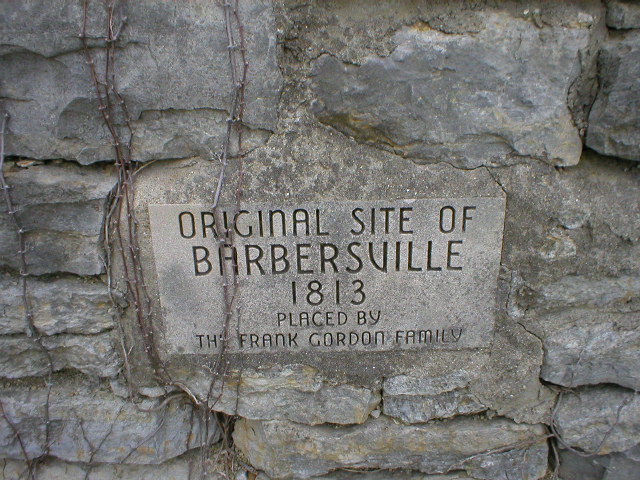 ORIGINAL SITE OF
BARBERSVILLE
1813
PLACED BY
THE FRANK GORDON FAMILY